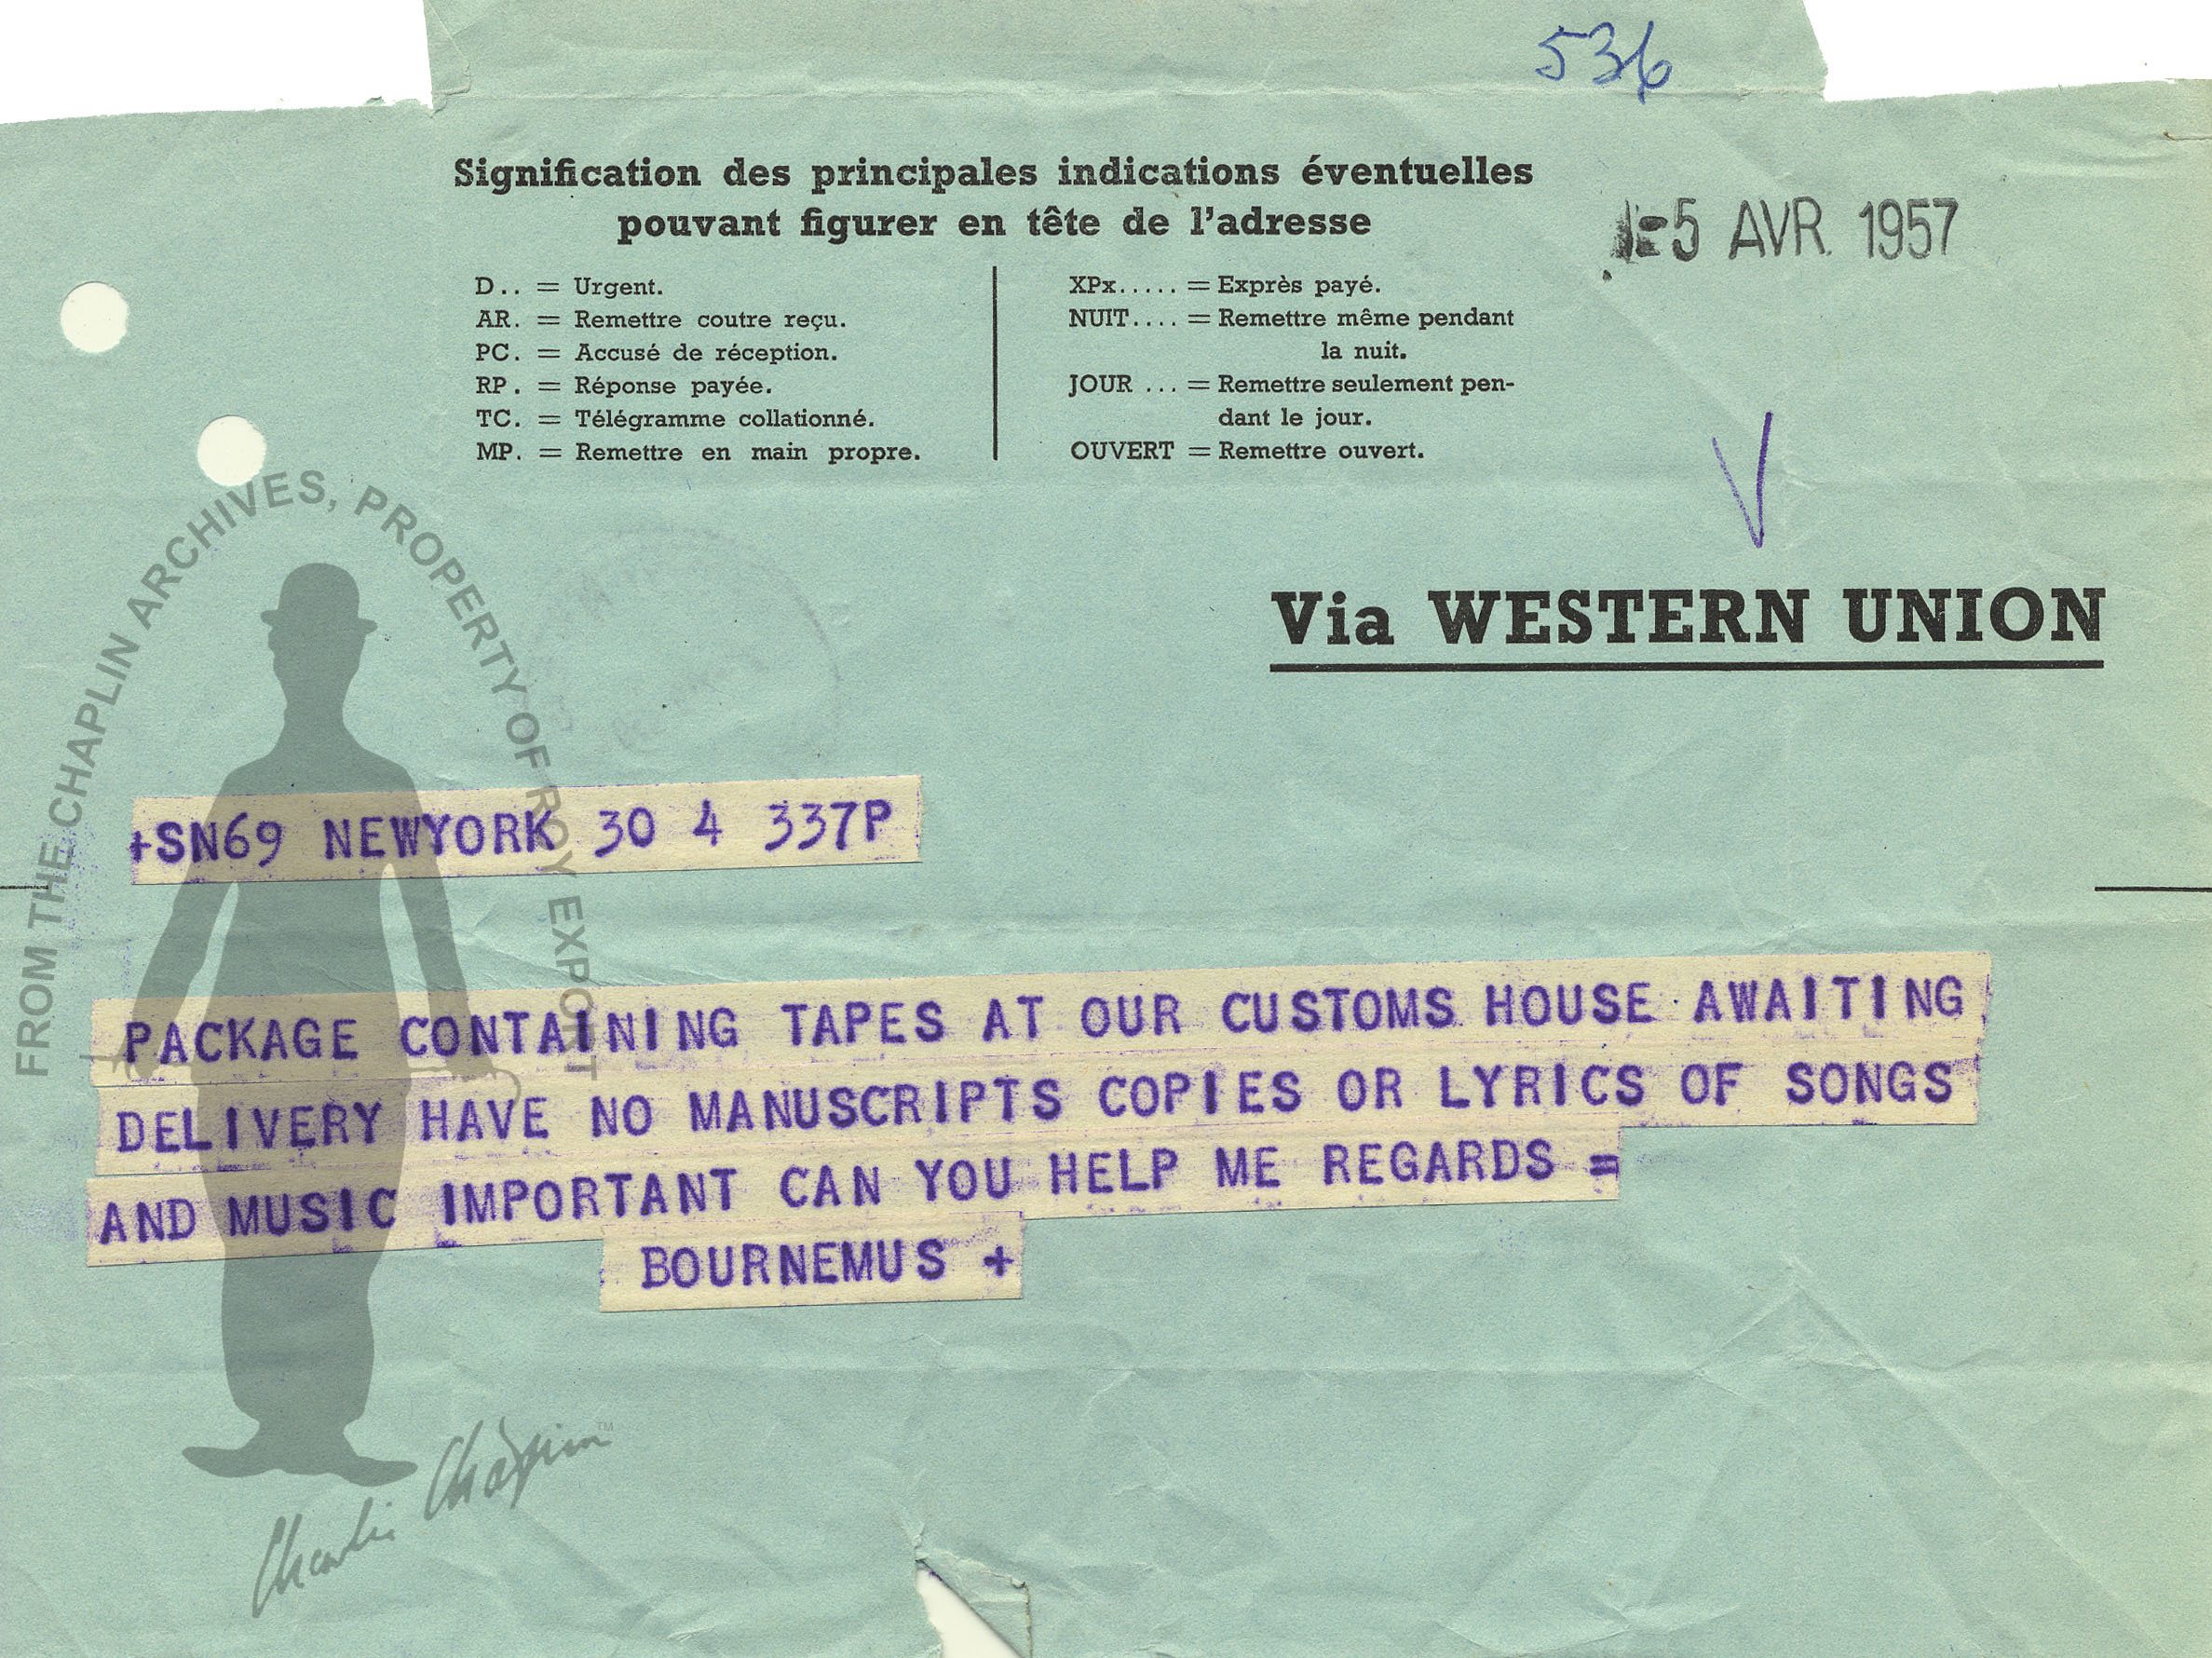 536
Signification des principales indications éventuelles
pouvant figurer en tête de l'adresse
-5 AVR. 1957
D.. = Urgent.
AR. = Remettre coutre reçu.
PC. = Accusé de réception.
RP. = Réponse payée.
TC. = Télégramme collationné.
MP. = Remettre en main propre.
XPx..... = Exprès payé.
NUIT.... = Remettre même pendant
la nuit.
JOUR ... = Remettre seulement pen-
dant le jour.
OUVERT = Remettre ouvert.
Via WESTERN UNION
FROM THE CHAPLIN ARCHIVES, PROPERTY OF ROY EXPORT
+SN69 NEWYORK 30 4 337P
PACKAGE CONTAINING TAPES AT OUR CUSTOMS HOUSE AWAITING
DELIVERY HAVE NO MANUSCRIPTS COPIES OR LYRICS OF SONGS
AND MUSIC IMPORTANT CAN YOU HELP ME REGARDS =
BOURNEMUS +
Charlie Chaplin™